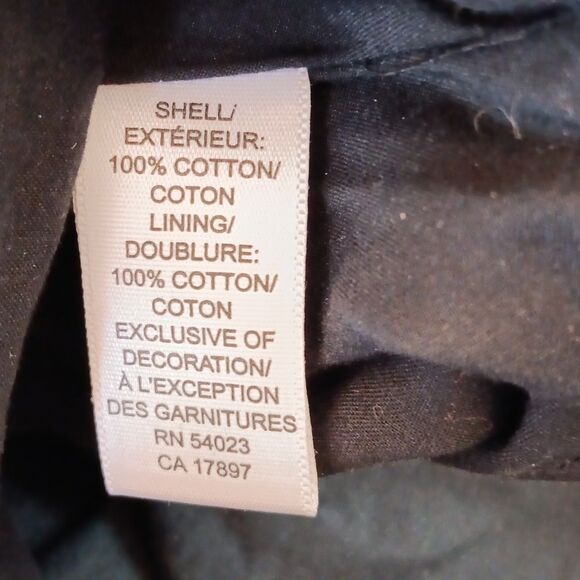 SHELL/
EXTÉRIEUR:
100% COTTON/
COTON
LINING/
DOUBLURE:
100% COTTON/
COTON
EXCLUSIVE OF
DECORATION/
À L'EXCEPTION
DES GARNITURES
RN 54023
CA 17897